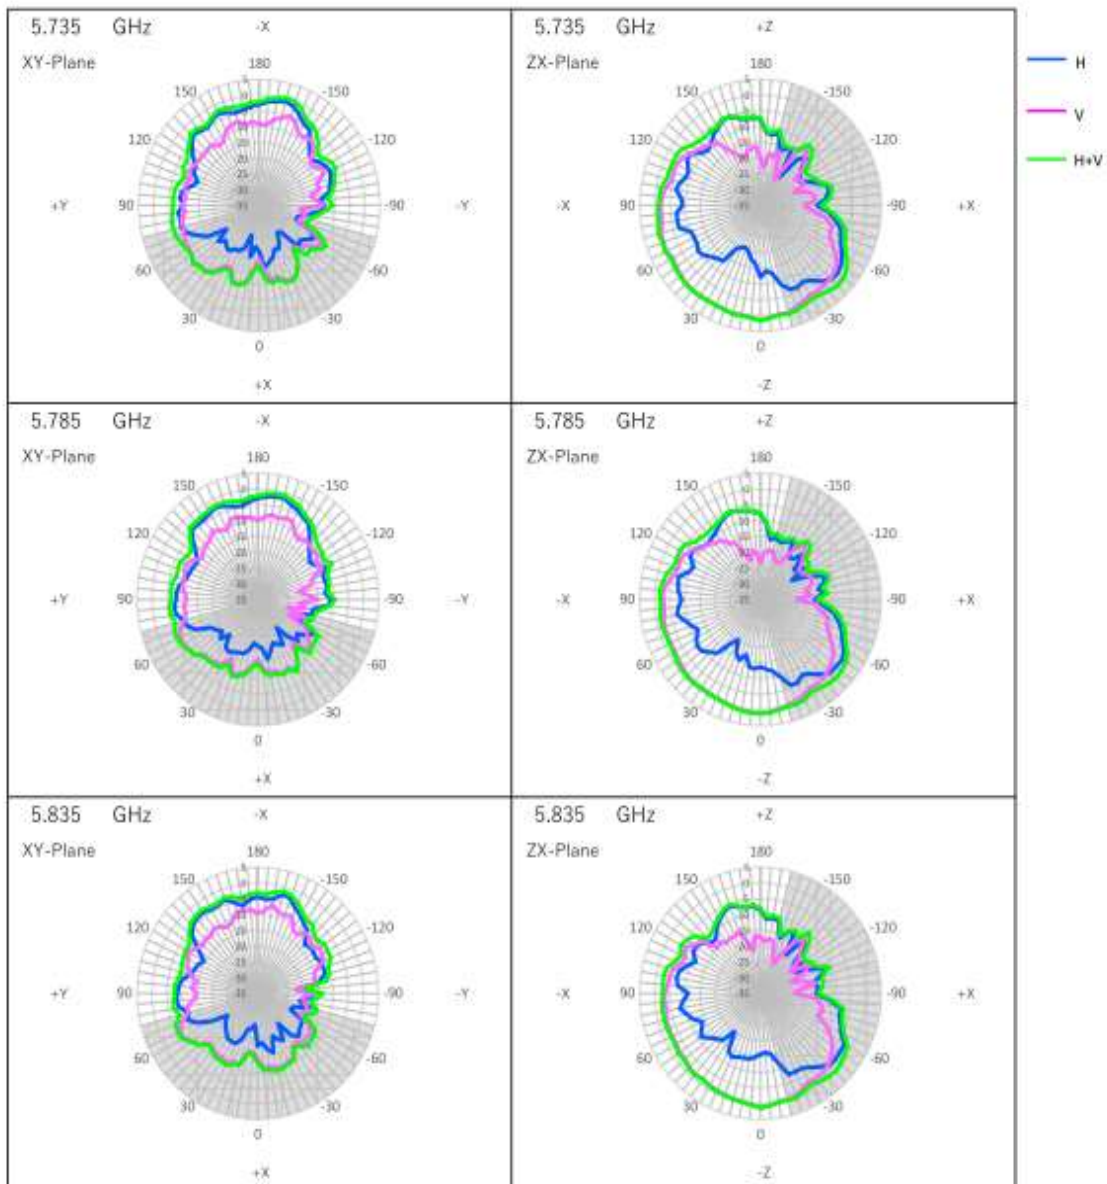 5.735 GHz -X
XY-Plane
180
150 -150
120 -120
+Y 90 -90 -Y
60 -60
30 -30
0
+X
5.735 GHz +Z
ZX-Plane
180
-150
-120
-X 90 -90 +X
60 -60
30 -30
0
-Z
H
V
H+V
5.785 GHz -X
XY-Plane
180
150 -150
120 -120
+Y 90 -90 -Y
60 -60
30 -30
0
+X
5.785 GHz +Z
ZX-Plane
180
150 -150
120 -120
-X 90 -90 +X
60 -60
30 -30
0
-Z
5.835 GHz -X
XY-Plane
180
150 -150
120 -120
+Y 90 -90 -Y
60 -60
30 -30
0
+X
5.835 GHz +Z
ZX-Plane
180
150 -150
120 -120
-X 90 -90 +X
60 -60
30 -30
0
-Z